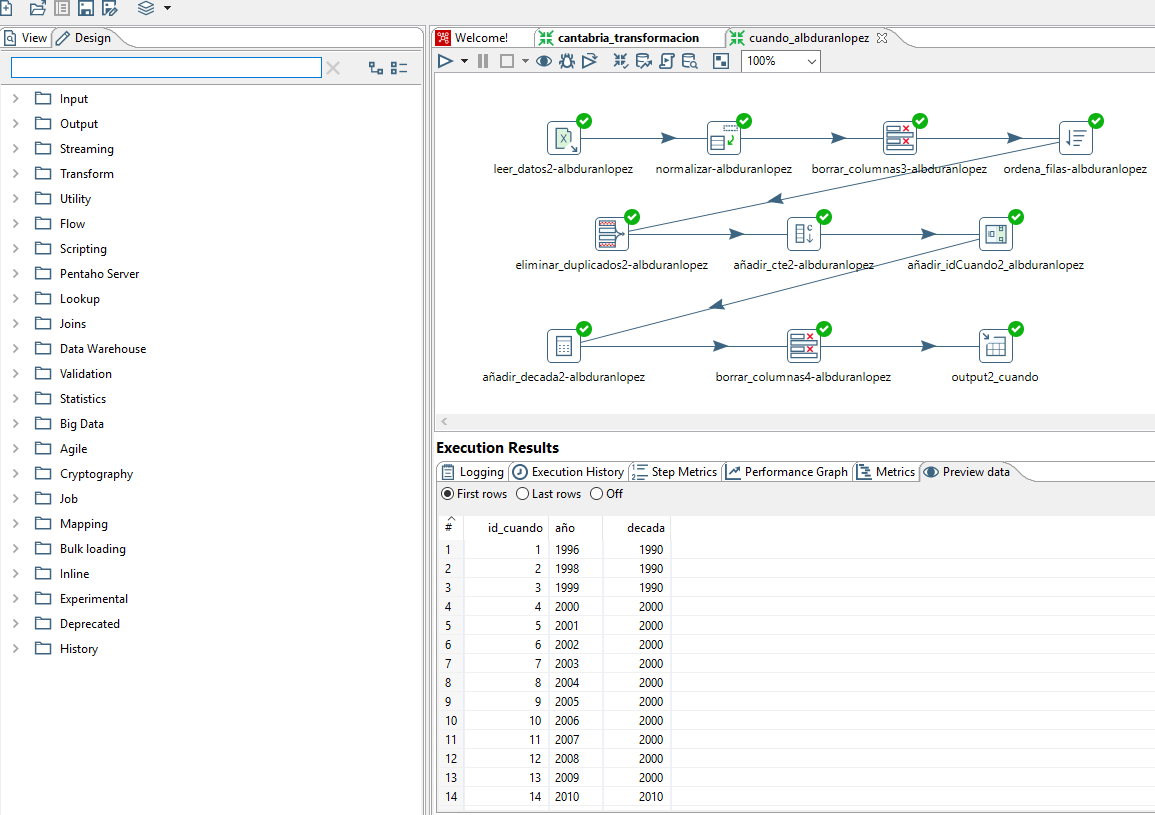 View
Design
Welcome!
cantabria_transformacion
cuando_albduranlopez
100%
Input
Output
Streaming
Transform
Utility
Flow
Scripting
Pentaho Server
Lookup
Joins
Data Warehouse
Validation
Statistics
Big Data
Agile
Cryptography
Job
Mapping
Bulk loading
Inline
Experimental
Deprecated
History
leer_datos2-albduranlopez
normalizar-albduranlopez
borrar_columnas3-albduranlopez
ordena_filas-albduranlopez
eliminar_duplicados2-albduranlopez
añadir_cte2-albduranlopez
añadir_idCuando2_albduranlopez
añadir_decada2-albduranlopez
borrar_columnas4-albduranlopez
output2_cuando
Execution Results
Logging
Execution History
Step Metrics
Performance Graph
Metrics
Preview data
First rows
Last rows
Off
# id_cuando año decada
1 1 1996 1990
2 2 1998 1990
3 3 1999 1990
4 4 2000 2000
5 5 2001 2000
6 6 2002 2000
7 7 2003 2000
8 8 2004 2000
9 9 2005 2000
10 10 2006 2000
11 11 2007 2000
12 12 2008 2000
13 13 2009 2000
14 14 2010 2010